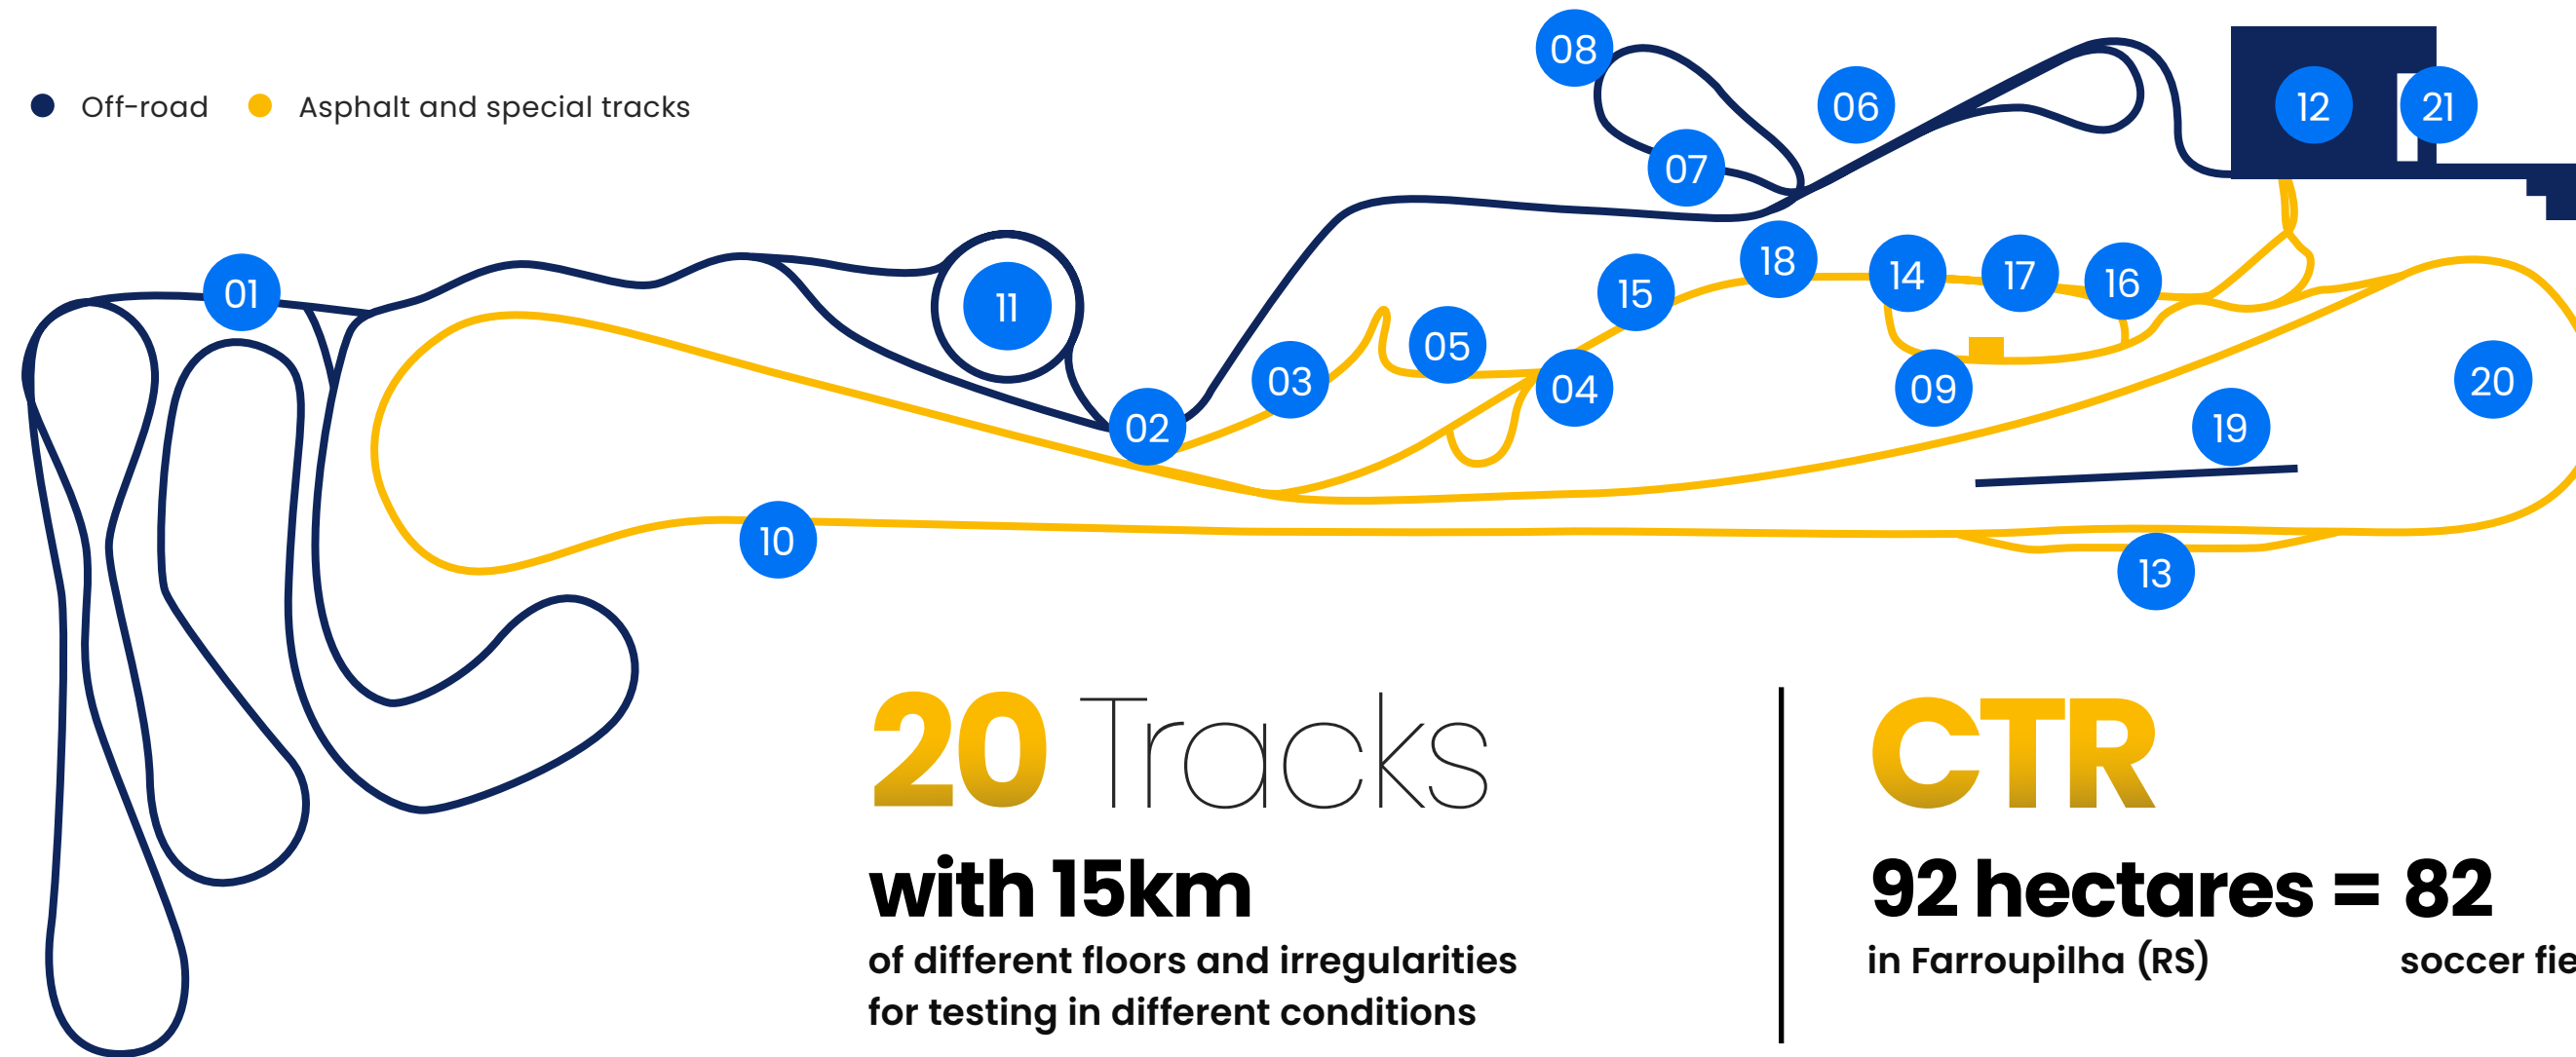 Off-road
Asphalt and special tracks
08
06
12
21
07
01
11
18
14
17
16
15
05
03
04
09
02
20
19
10
13
20 Tracks
with 15km
of different floors and irregularities
for testing in different conditions
CTR
92 hectares = 82
in Farroupilha (RS)
soccer